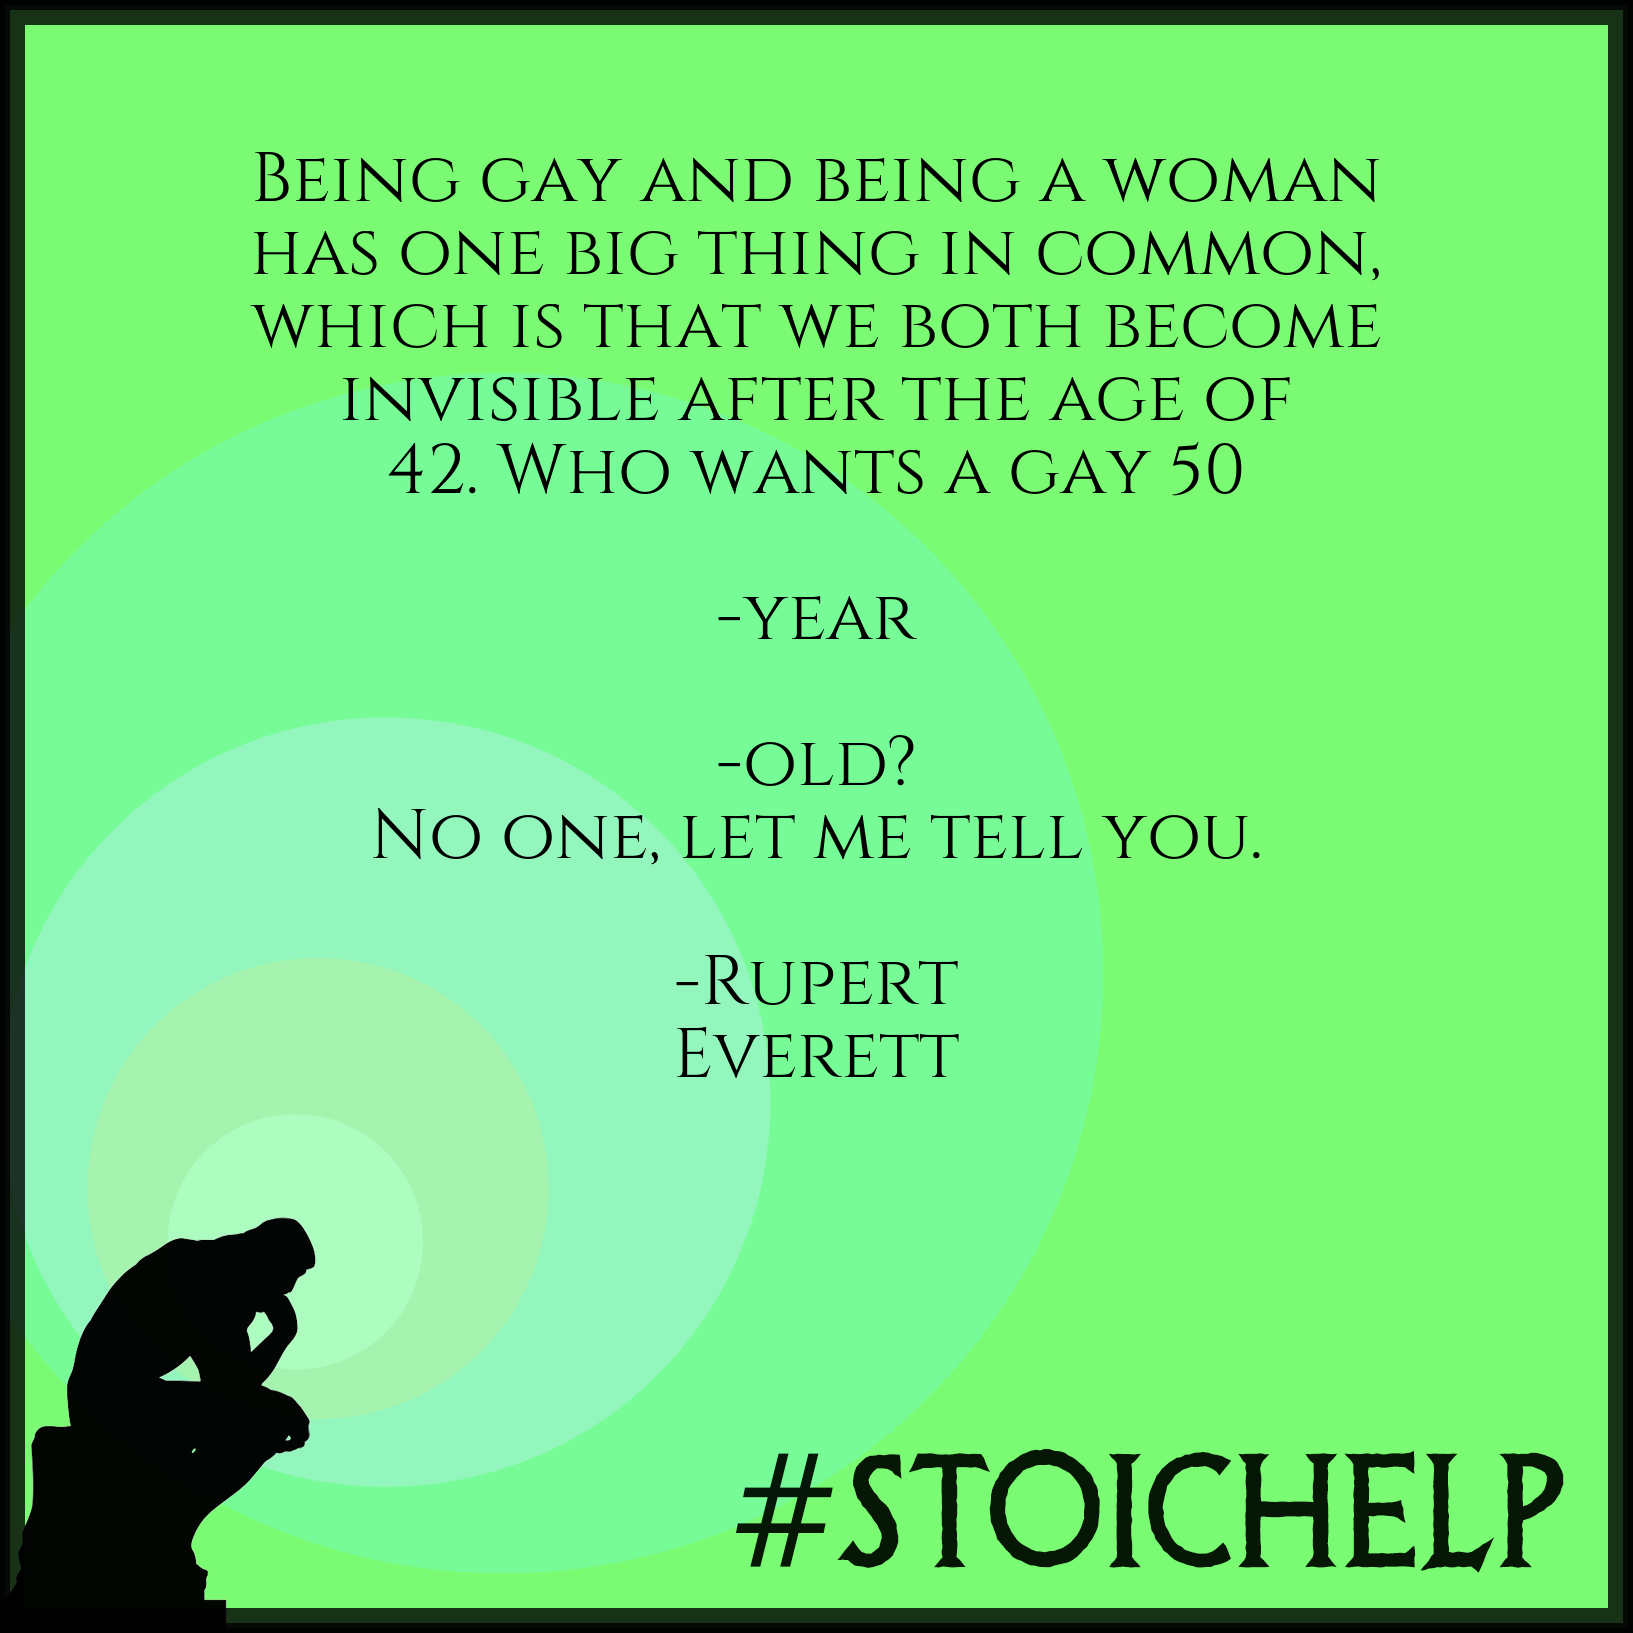 Being gay and being a woman
has one big thing in common,
which is that we both become
invisible after the age of
42. Who wants a gay 50
-year
-old?
No one, let me tell you.
-Rupert
Everett
#STOICHELP